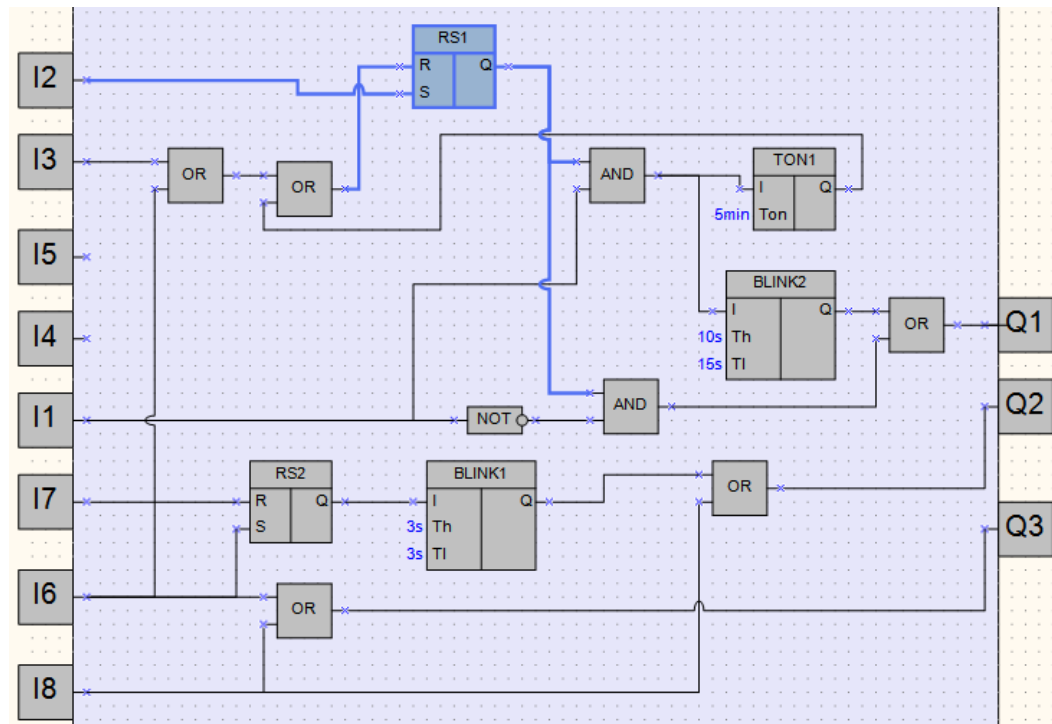 RS1
I2
R
Q
S
I3
OR
OR
AND
TON1
I
Q
5min
Ton
I5
BLINK2
I
Q
10s
Th
15s
Tl
OR
Q1
I4
I1
NOT
AND
Q2
RS2
BLINK1
I7
R
Q
I
Q
S
3s
Th
3s
Tl
OR
Q3
I6
OR
I8